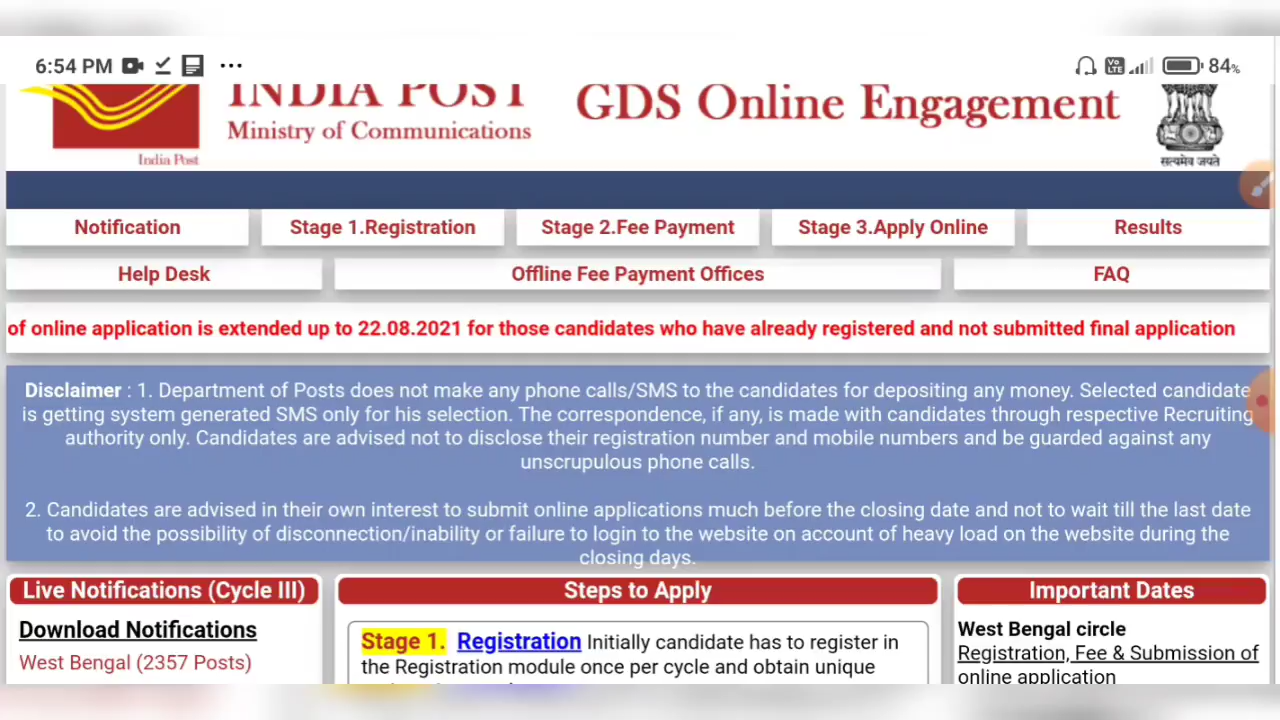 6:54 PM ... 84%
INDIA POST GDS Online Engagement
Ministry of Communications
India Post
सत्यमेव जयते
Notification Stage 1.Registration Stage 2.Fee Payment Stage 3.Apply Online Results
Help Desk Offline Fee Payment Offices FAQ
of online application is extended up to 22.08.2021 for those candidates who have already registered and not submitted final application
Disclaimer : 1. Department of Posts does not make any phone calls/SMS to the candidates for depositing any money. Selected candidate
is getting system generated SMS only for his selection. The correspondence, if any, is made with candidates through respective Recruiting
authority only. Candidates are advised not to disclose their registration number and mobile numbers and be guarded against any
unscrupulous phone calls.
2. Candidates are advised in their own interest to submit online applications much before the closing date and not to wait till the last date
to avoid the possibility of disconnection/inability or failure to login to the website on account of heavy load on the website during the
closing days.
Live Notifications (Cycle III)
Download Notifications
West Bengal (2357 Posts)
Steps to Apply
Stage 1. Registration Initially candidate has to register in
the Registration module once per cycle and obtain unique
Important Dates
West Bengal circle
Registration, Fee & Submission of
online application